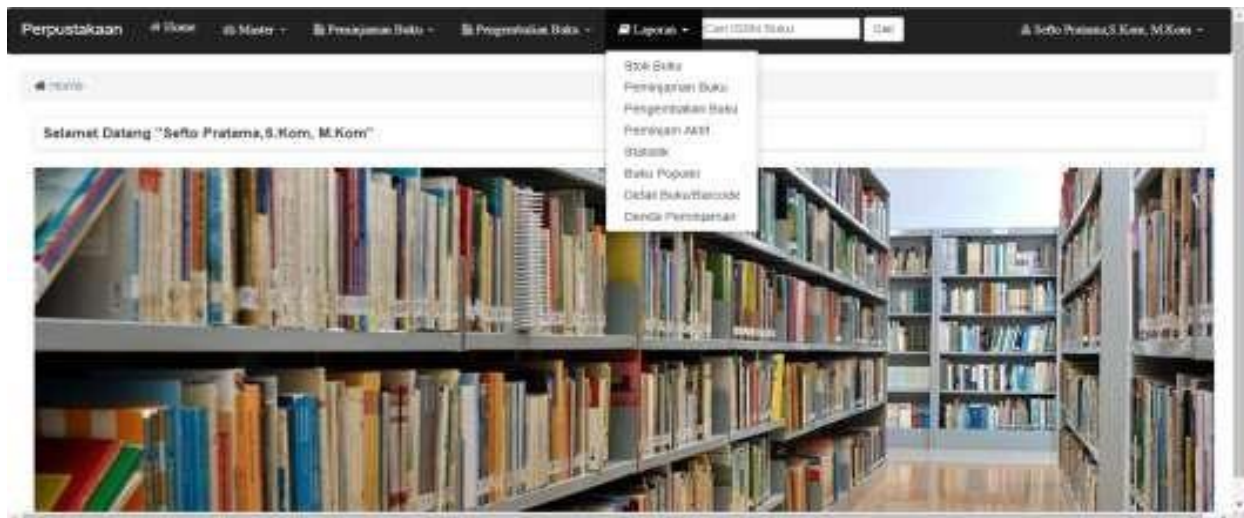 Perpustakaan Home Master Peminjaman Buku Pengembalian Buku Laporan Cari ISBN Buku Cari Sefto Pratama,S.Kom, M.Kom
Home
Selamat Datang "Sefto Pratama,S.Kom, M.Kom"
Stok Buku
Peminjaman Buku
Pengembalian Buku
Peminjam Aktif
Statistik
Buku Populer
Detail Buku/Barcode
Denda Peminjaman